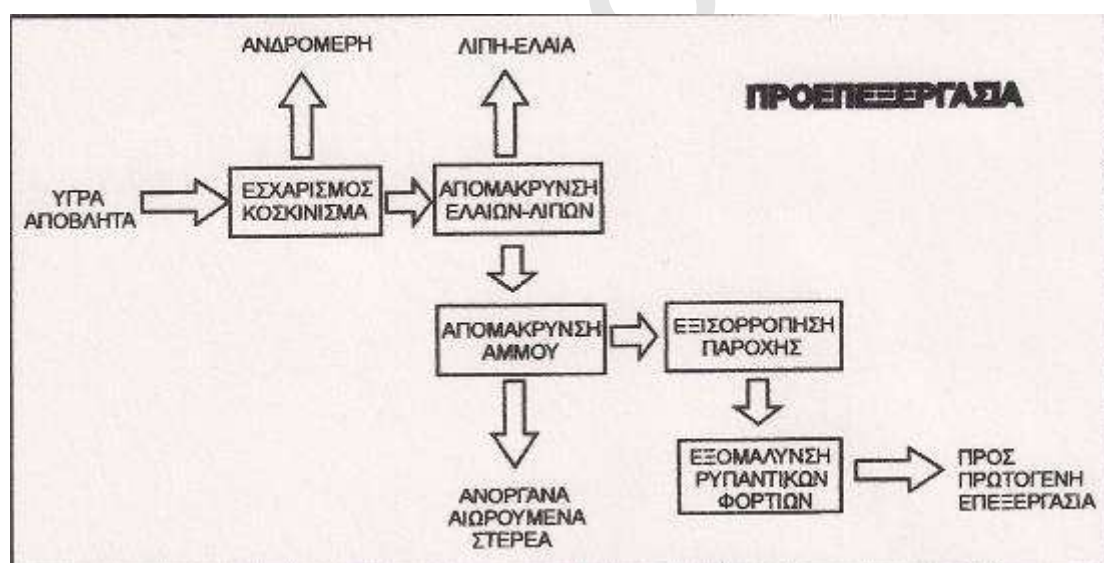 ΑΝΔΡΟΜΕΡΗ
ΛΙΠΗ-ΕΛΑΙΑ
ΠΡΟΕΠΕΞΕΡΓΑΣΙΑ
ΥΓΡΑ
ΑΠΟΒΛΗΤΑ
ΕΣΧΑΡΙΣΜΟΣ
ΚΟΣΚΙΝΙΣΜΑ
ΑΠΟΜΑΚΡΥΝΣΗ
ΕΛΑΙΩΝ-ΛΙΠΩΝ
ΑΠΟΜΑΚΡΥΝΣΗ
ΑΜΜΟΥ
ΕΞΙΣΟΡΡΟΠΗΣΗ
ΠΑΡΟΧΗΣ
ΑΝΟΡΓΑΝΑ
ΑΙΩΡΟΥΜΕΝΑ
ΣΤΕΡΕΑ
ΕΞΟΜΑΛΥΝΣΗ
ΡΥΠΑΝΤΙΚΩΝ
ΦΟΡΤΙΩΝ
ΠΡΟΣ
ΠΡΩΤΟΓΕΝΗ
ΕΠΕΞΕΡΓΑΣΙΑ